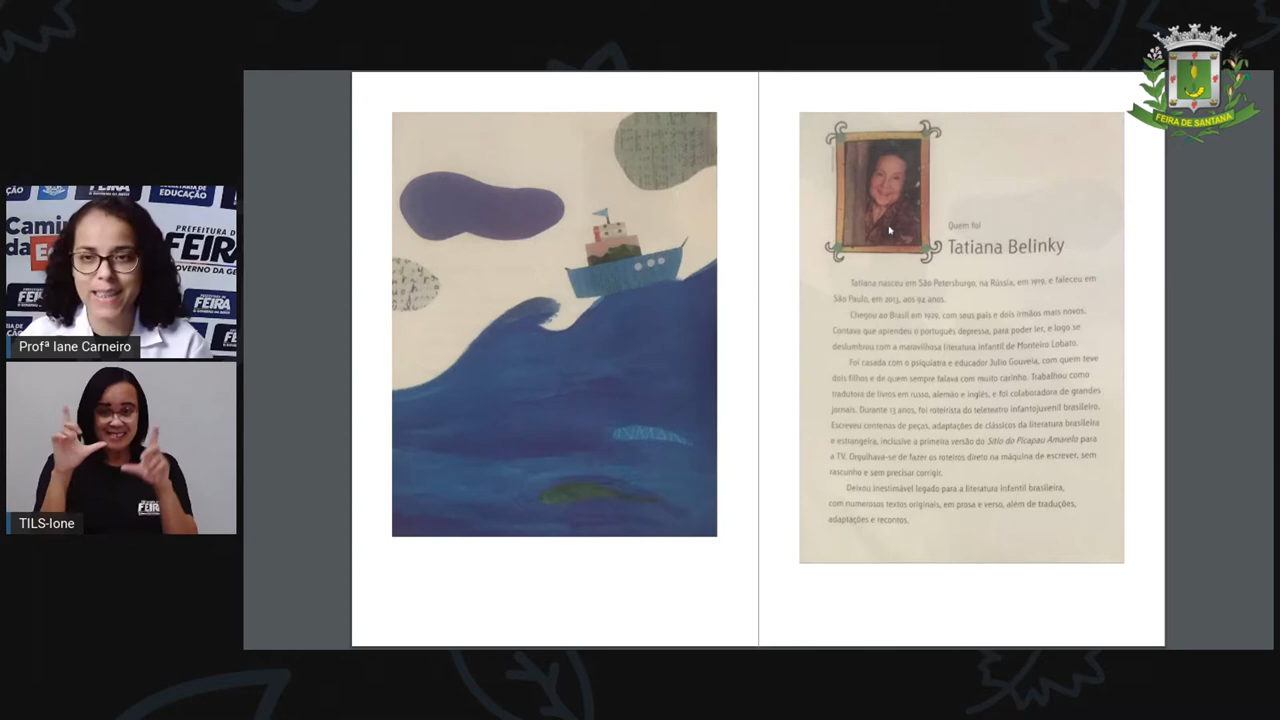 FEIRA DE SANTANA
ÇÃO
FEIRA
SECRETARIA DE
EDUCAÇÃO
Cami
da E
PREFEITURA D
FEIRE
GOVERNO DA GE
PREFEITURA DE
FEIRA
Profª Iane Carneiro
TILS-Ione
Quem foi
Tatiana Belinky
Tatiana nasceu em São Petersburgo, na Rússia, em 1919, e faleceu em
São Paulo, em 2013, aos 94 anos.
Chegou ao Brasil em 1929, com seus pais e dois irmãos mais novos.
Contava que aprendeu o português depressa, para poder ler, e logo se
deslumbrou com a maravilhosa literatura infantil de Monteiro Lobato.
Foi casada com o psiquiatra e educador Julio Gouveia, com quem teve
dois filhos e de quem sempre falava com muito carinho. Trabalhou como
tradutora de livros em russo, alemão e inglês, e foi colaboradora de grandes
jornais. Durante 13 anos, foi roteirista do teleteatro infantojuvenil brasileiro.
Escreveu centenas de peças, adaptações de clássicos da literatura brasileira
e estrangeira, inclusive a primeira versão do Sítio do Picapau Amarelo para
a TV. Orgulhava-se de fazer os roteiros direto na máquina de escrever, sem
rascunho e sem precisar corrigir.
Deixou inestimável legado para a literatura infantil brasileira,
com numerosos textos originais, em prosa e verso, além de traduções,
adaptações e recontos.